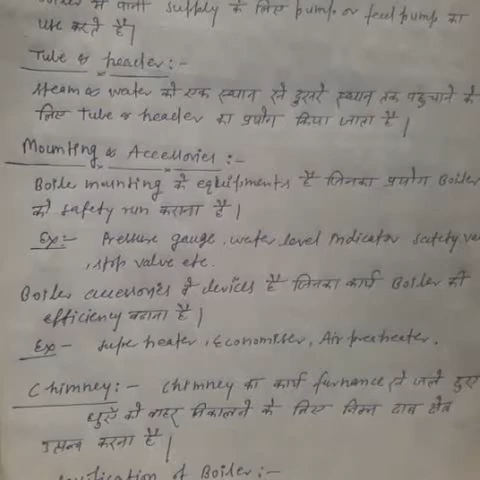 Boiler में पानी supply के लिए pump or feed pump का
use करते है।
Tube & header :-
steam & water को एक स्थान से दुसरे स्थान तक पहुचाने के
लिए Tube & header का प्रयोग किया जाता है।
Mounting & Accessories :-
Boiler mounting वे equipments है जिनका प्रयोग Boiler
को safety run कराना है।
Ex:- Pressure gauge, water level indicator safety va
, stop valve etc.
Boiler accessories वे devices है जिनका कार्य Boiler की
efficiency बढाना है।
Ex- super heater, Economiser, Air preheater.
Chimney :- chimney का कार्य furnance से जले हुए
धुएँ को बाहर निकालने के लिए निम्न दाब क्षेत्र
उत्पन्न करना है।
of Boiler :-